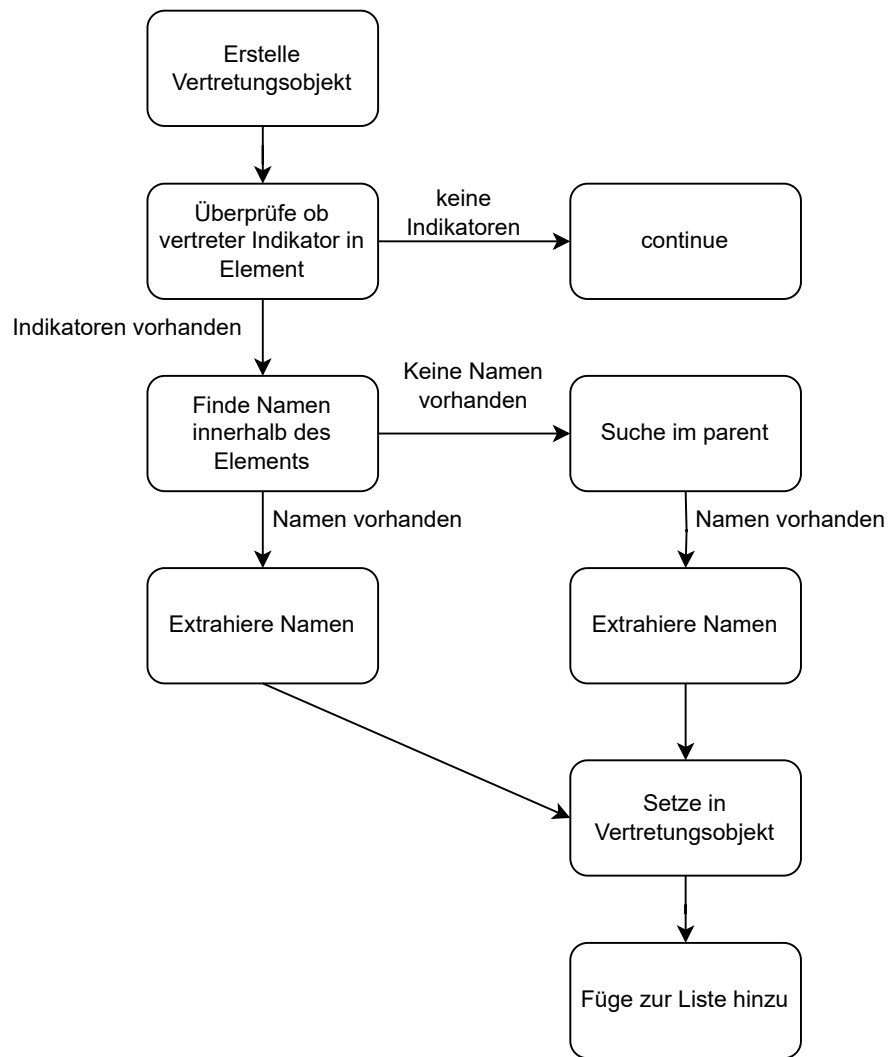 Erstelle
Vertretungsobjekt
Überprüfe ob
vertreter Indikator in
Element
keine
Indikatoren
continue
Indikatoren vorhanden
Finde Namen
innerhalb des
Elements
Keine Namen
vorhanden
Suche im parent
Namen vorhanden
Namen vorhanden
Extrahiere Namen
Extrahiere Namen
Setze in
Vertretungsobjekt
Füge zur Liste hinzu